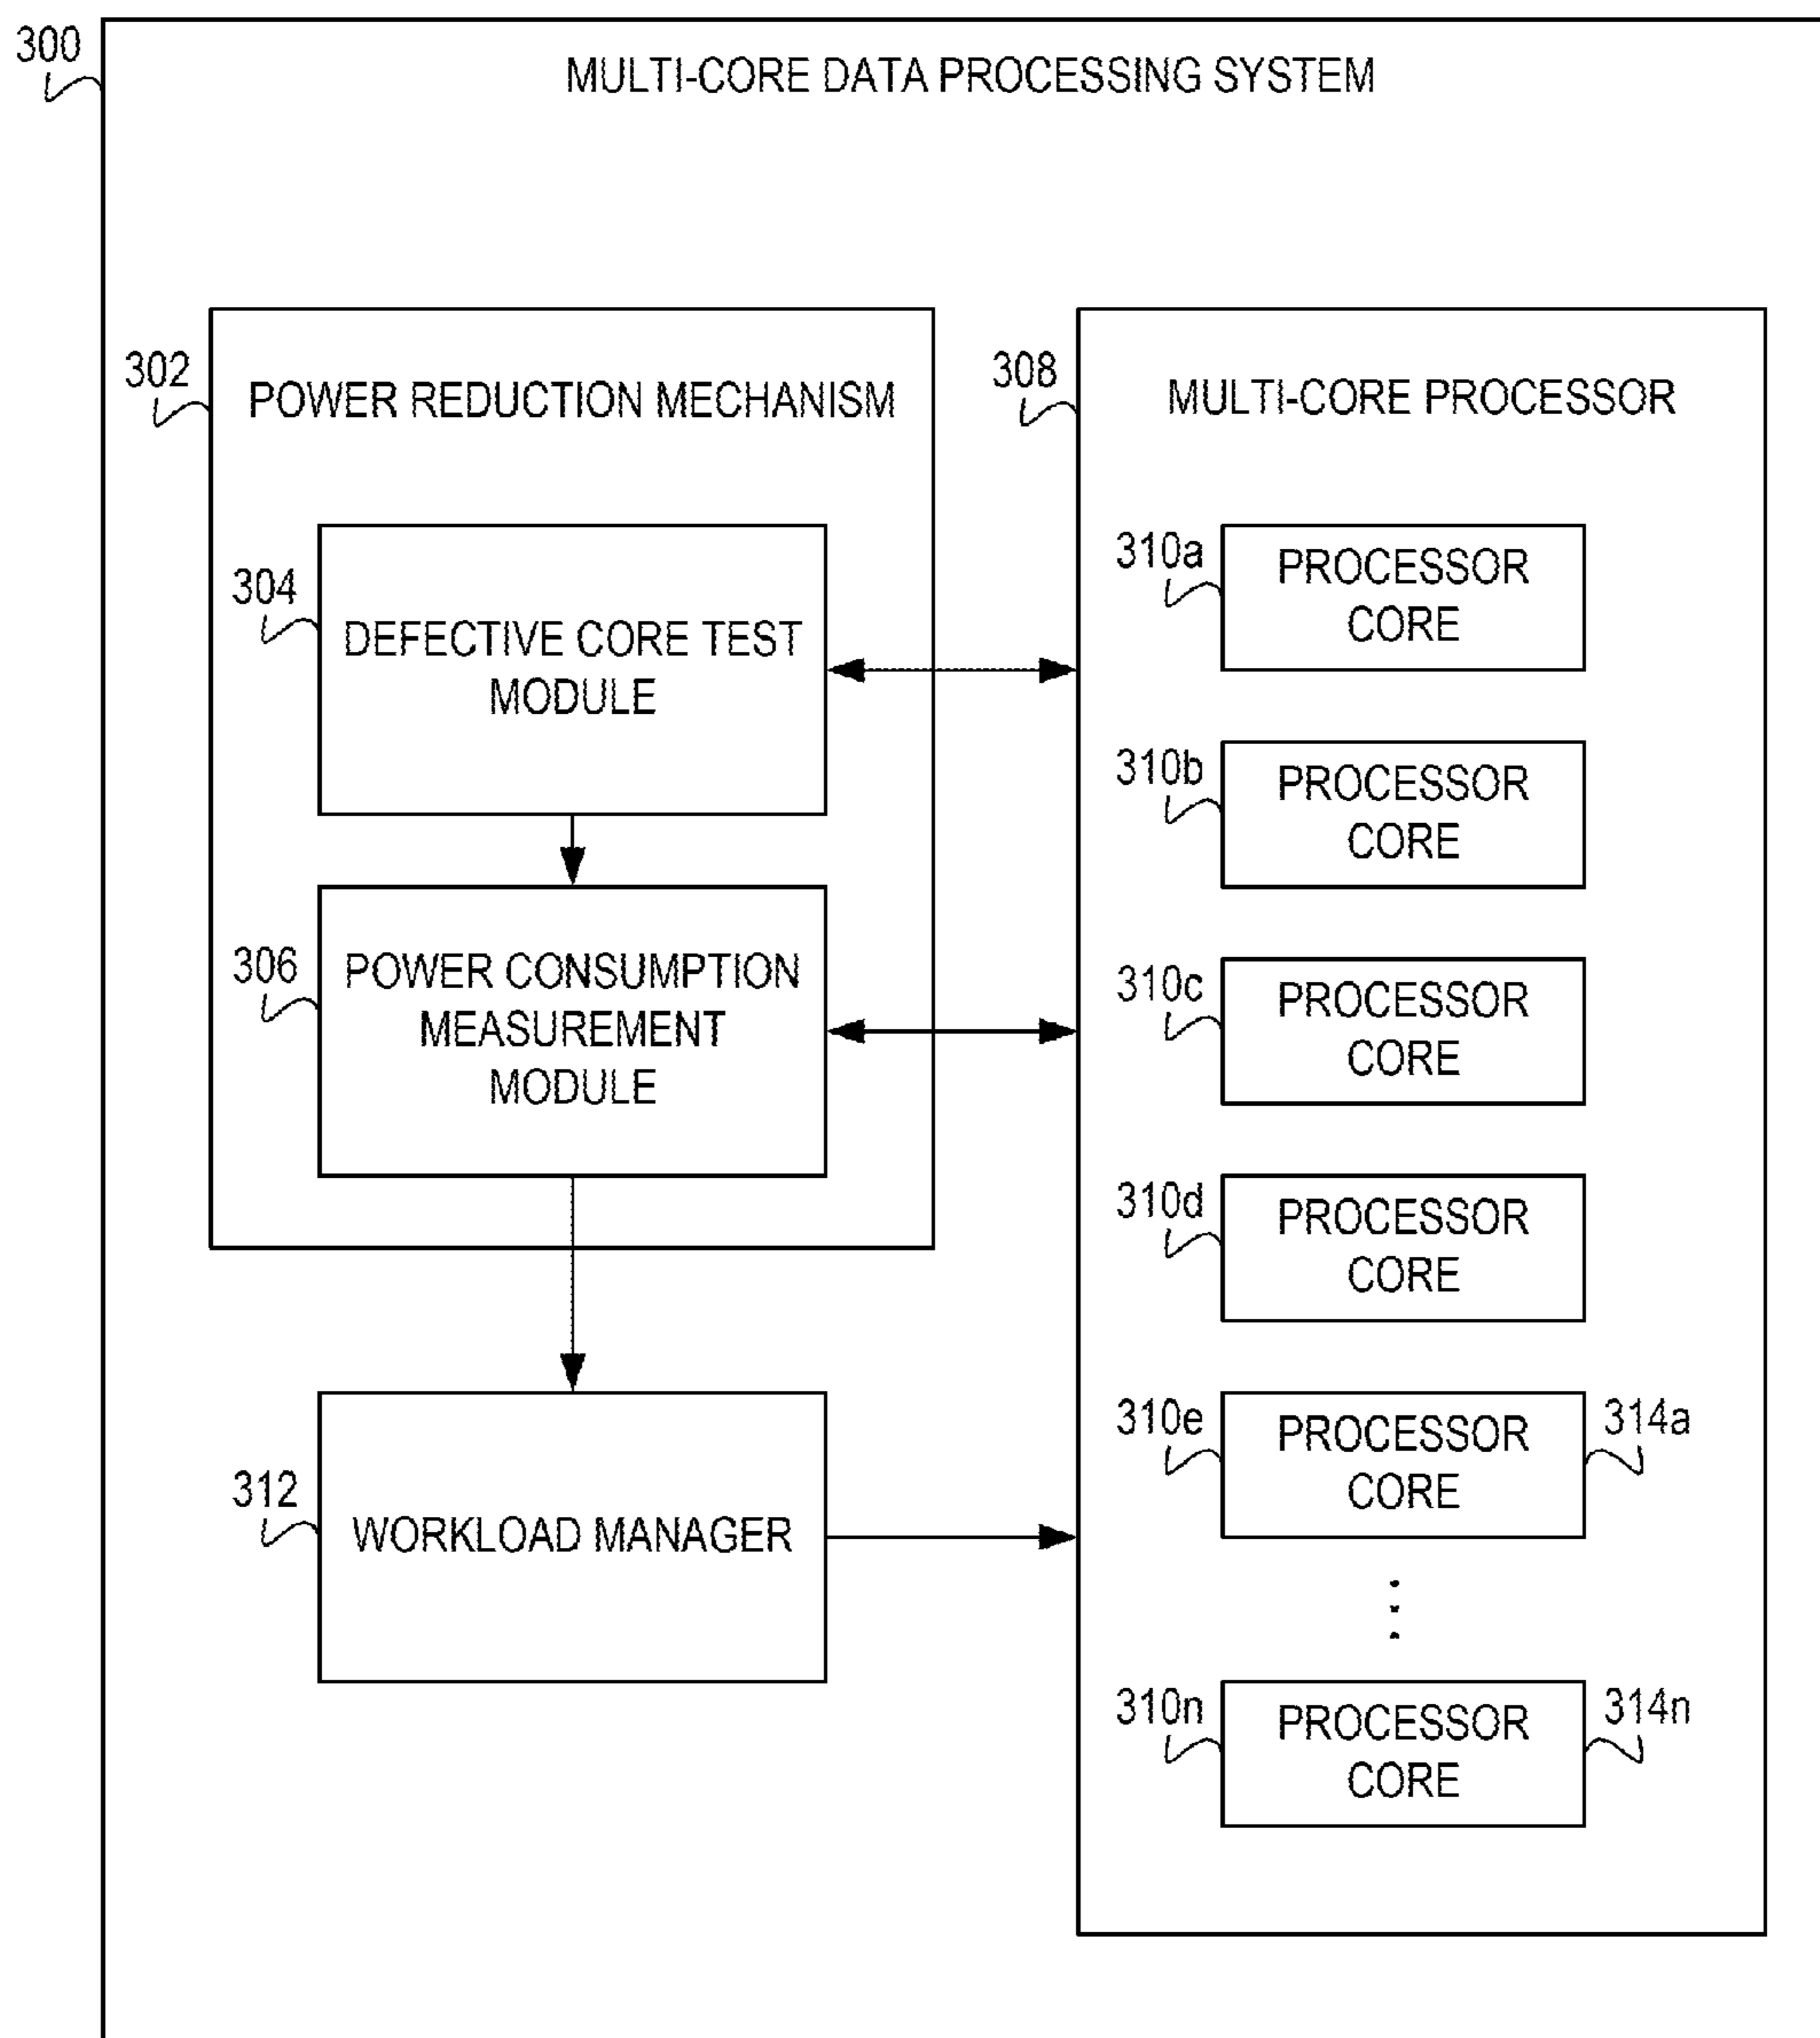 300
MULTI-CORE DATA PROCESSING SYSTEM
302
POWER REDUCTION MECHANISM
304
DEFECTIVE CORE TEST
MODULE
306
POWER CONSUMPTION
MEASUREMENT
MODULE
312
WORKLOAD MANAGER
308
MULTI-CORE PROCESSOR
310a
PROCESSOR
CORE
310b
PROCESSOR
CORE
310c
PROCESSOR
CORE
310d
PROCESSOR
CORE
310e
PROCESSOR
CORE
314a
310n
PROCESSOR
CORE
314n